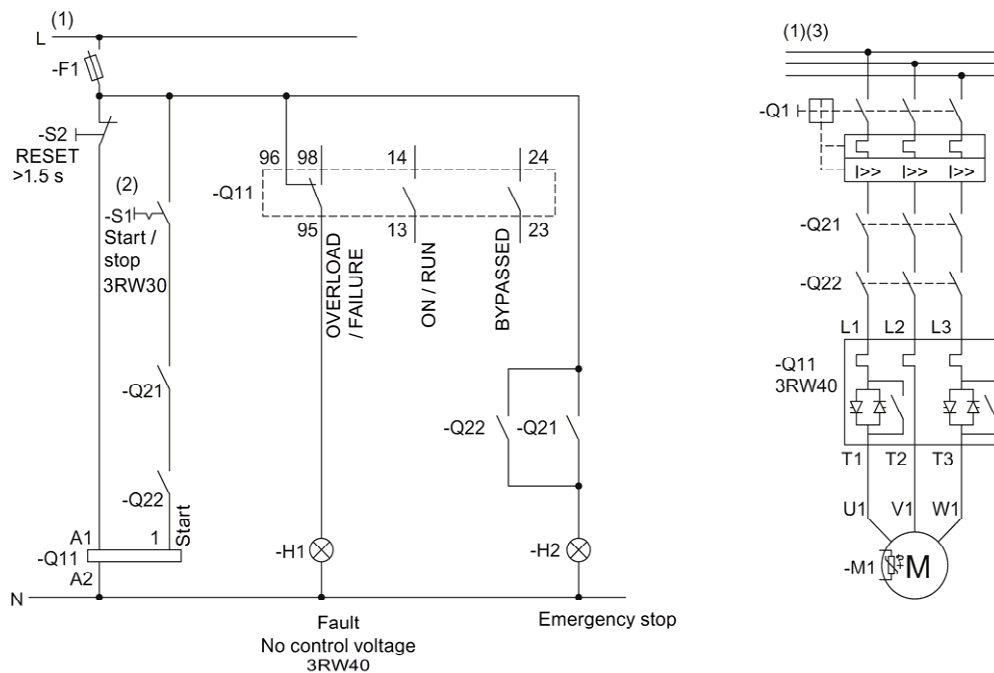 (1)
L
-F1
-S2
RESET
>1.5 s
(2)
-S1
Start /
stop
3RW30
-Q21
-Q22
Start
A1
1
-Q11
A2
N
96 98
14
24
-Q11
95
13
23
OVERLOAD
/ FAILURE
ON / RUN
BYPASSED
-Q22
-Q21
-H1
-H2
Fault
No control voltage
3RW40
Emergency stop
(1)(3)
-Q1
I>> I>> I>>
-Q21
-Q22
L1 L2 L3
-Q11
3RW40
T1 T2 T3
U1 V1 W1
-M1
M